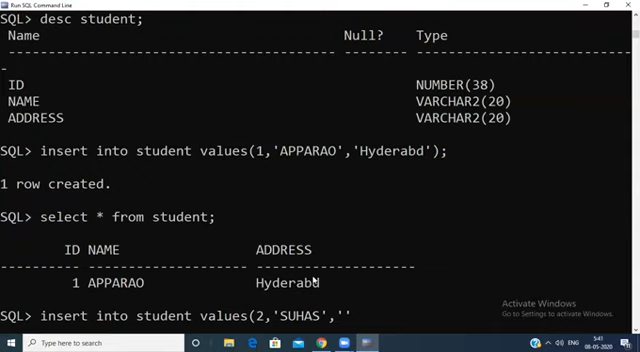 Run SQL Command Line
SQL> desc student;
Name Null? Type
----------------------------------------- -------- ----------------------------
-
ID NUMBER(38)
NAME VARCHAR2(20)
ADDRESS VARCHAR2(20)
SQL> insert into student values(1,'APPARAO','Hyderabd');
1 row created.
SQL> select * from student;
ID NAME ADDRESS
---------- -------------------- --------------------
1 APPARAO Hyderabd
SQL> insert into student values(2,'SUHAS',''
Activate Windows
Go to Settings to activate Windows.
Type here to search
ENG
5:41
08-05-2020